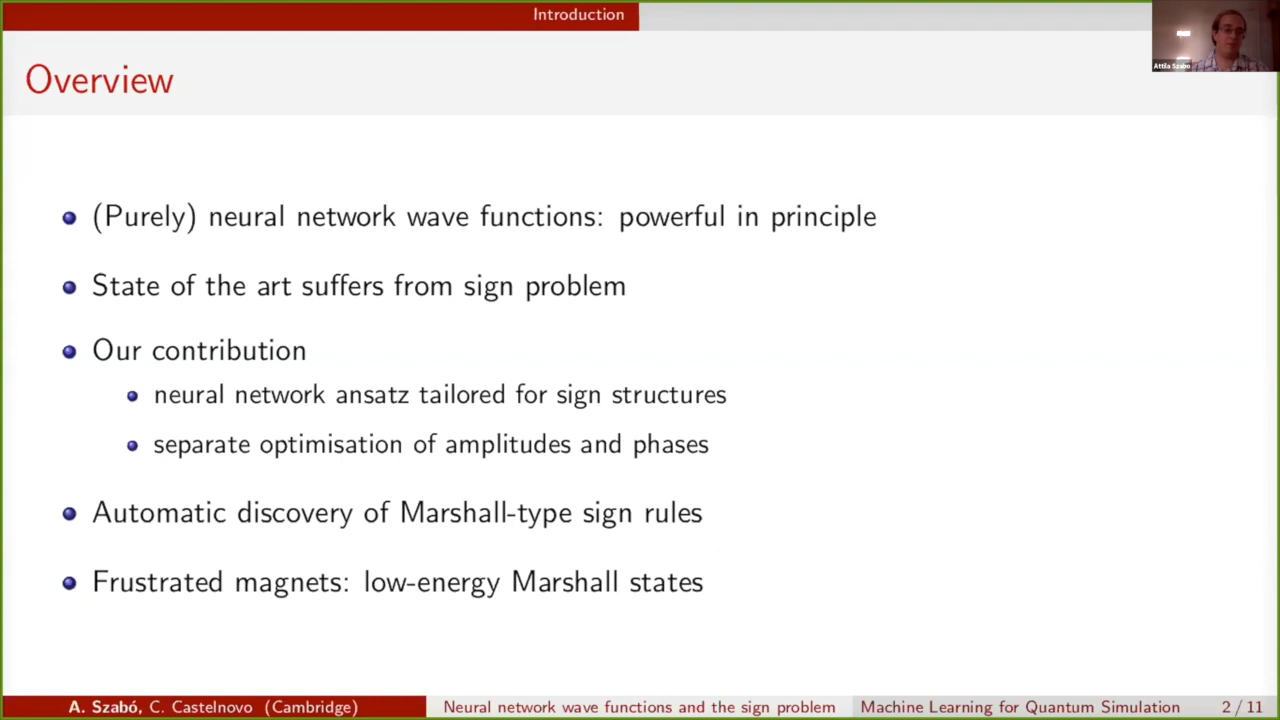 Introduction
Attila Szabó
Overview
(Purely) neural network wave functions: powerful in principle
State of the art suffers from sign problem
Our contribution
neural network ansatz tailored for sign structures
separate optimisation of amplitudes and phases
Automatic discovery of Marshall-type sign rules
Frustrated magnets: low-energy Marshall states
A. Szabó, C. Castelnovo (Cambridge) Neural network wave functions and the sign problem Machine Learning for Quantum Simulation 2 / 11